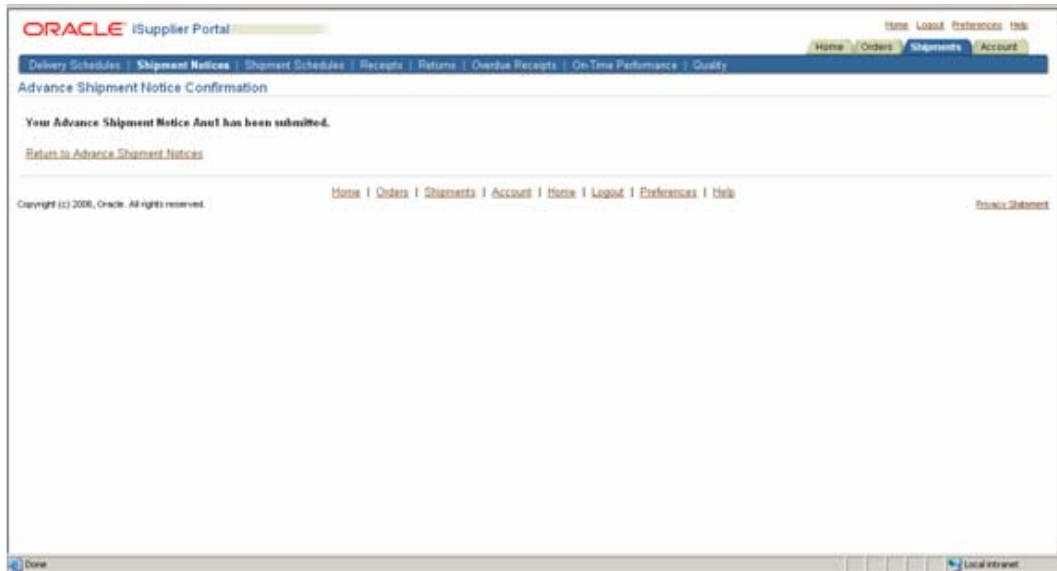 ORACLE iSupplier Portal
Home Logout Preferences Help
Home Orders Shipments Account
Delivery Schedules | Shipment Notices | Shipment Schedules | Receipts | Returns | Overdue Receipts | On-Time Performance | Quality
Advance Shipment Notice Confirmation
Your Advance Shipment Notice Anu1 has been submitted.
Return to Advance Shipment Notices
Home | Orders | Shipments | Account | Home | Logout | Preferences | Help
Copyright (c) 2006, Oracle. All rights reserved.
Privacy Statement
Done
Local intranet